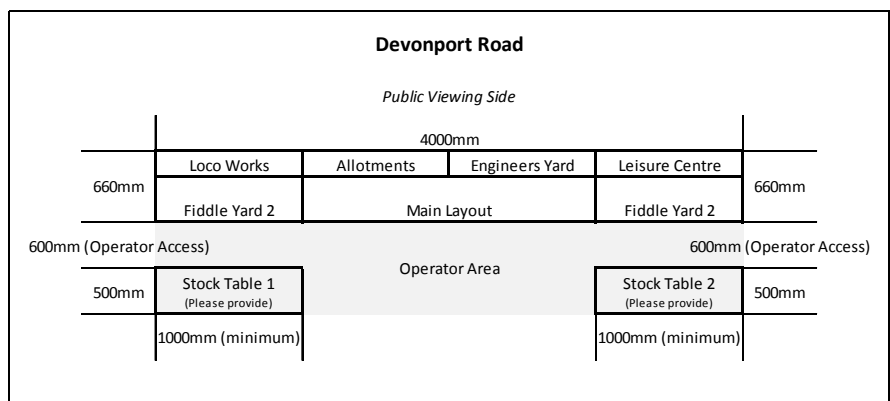 Devonport Road
Public Viewing Side
4000mm
Loco Works Allotments Engineers Yard Leisure Centre
660mm 660mm
Fiddle Yard 2 Main Layout Fiddle Yard 2
600mm (Operator Access) 600mm (Operator Access)
Operator Area
Stock Table 1 Stock Table 2
500mm 500mm
(Please provide) (Please provide)
1000mm (minimum) 1000mm (minimum)